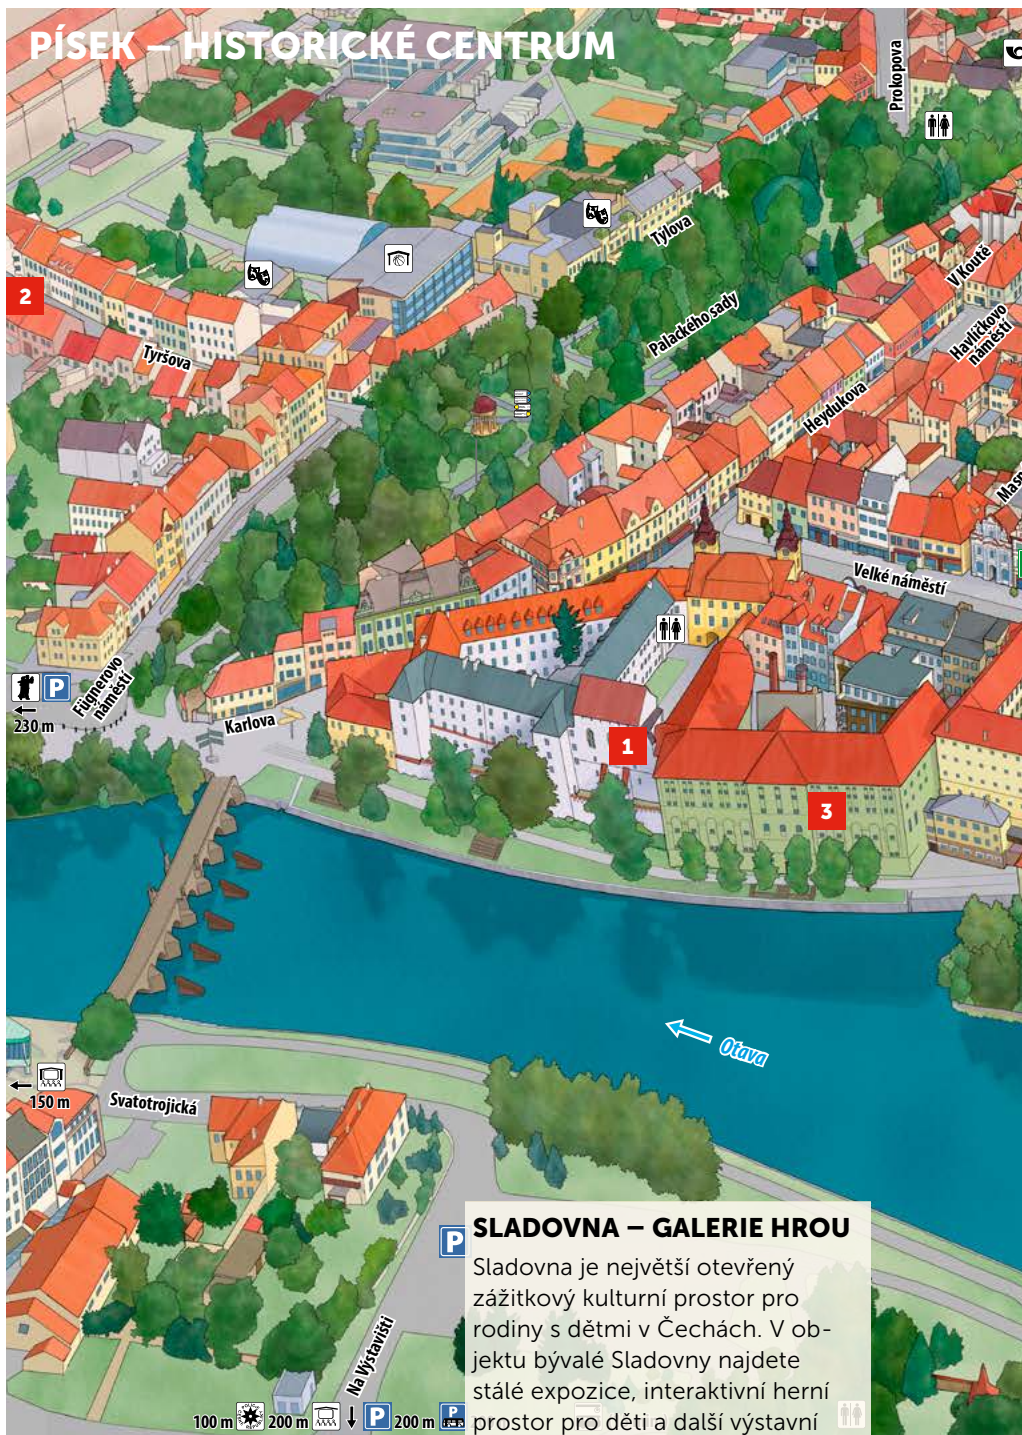 PÍSEK – HISTORICKÉ CENTRUM
Prokopova
Tylova
V Koutě
2
Palackého sady
Havlíčkovo
náměstí
Tyršova
Heydukova
Velké náměstí
Fügnerovo
náměstí
P
230 m
Karlova
1
3
Otava
150 m
Svatotrojická
P
SLADOVNA – GALERIE HROU
Sladovna je největší otevřený
zážitkový kulturní prostor pro
rodiny s dětmi v Čechách. V ob-
jektu bývalé Sladovny najdete
stálé expozice, interaktivní herní
prostor pro děti a další výstavní
Na Výstavišti
100 m
200 m
P
200 m
P